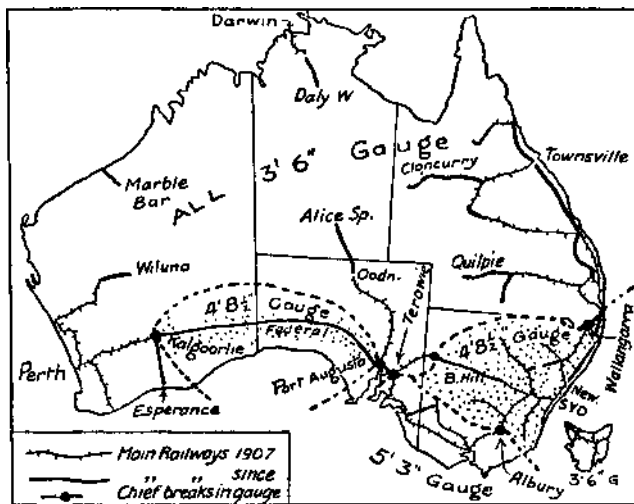 Darwin
Daly W
Gauge
3' 6"
ALL
Cloncurry
Townsville
Marble
Bar
Alice Sp.
Wiluna
Oodn.
Quilpie
Terowie
4' 8½
Gauge
Federal
4' 8½
Gauge
Wallangarra
Perth
Kalgoorlie
Port Augusta
B. Hill
New.
SYD
Esperance
5' 3" Gauge
Albury
3'·6" G
Main Railways 1907
" " since
Chief breaks in gauge